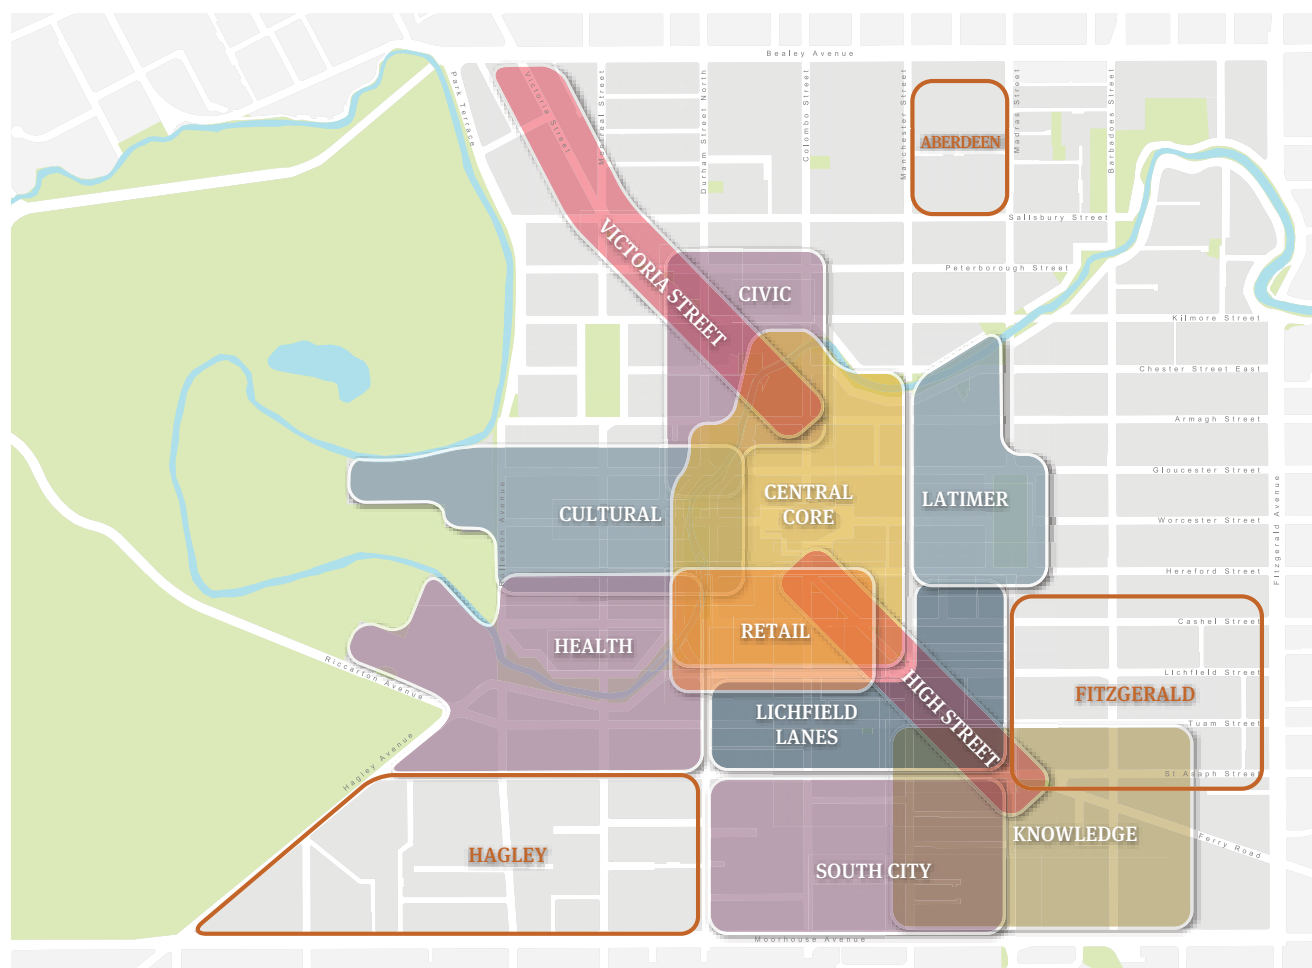 Bealey Avenue
Park Terrace
Victoria Street
Montreal Street
Durham Street North
Colombo Street
Manchester Street
Madras Street
Barbadoes Street
ABERDEEN
Salisbury Street
VICTORIA STREET
Peterborough Street
CIVIC
Kilmore Street
Chester Street East
Armagh Street
Gloucester Street
CENTRAL
CORE
LATIMER
CULTURAL
Worcester Street
Rolleston Avenue
Fitzgerald Avenue
Hereford Street
Cashel Street
RETAIL
HEALTH
Riccarton Avenue
Lichfield Street
HIGH STREET
FITZGERALD
LICHFIELD
LANES
Tuam Street
Hagley Avenue
St Asaph Street
KNOWLEDGE
Ferry Road
HAGLEY
SOUTH CITY
Moorhouse Avenue